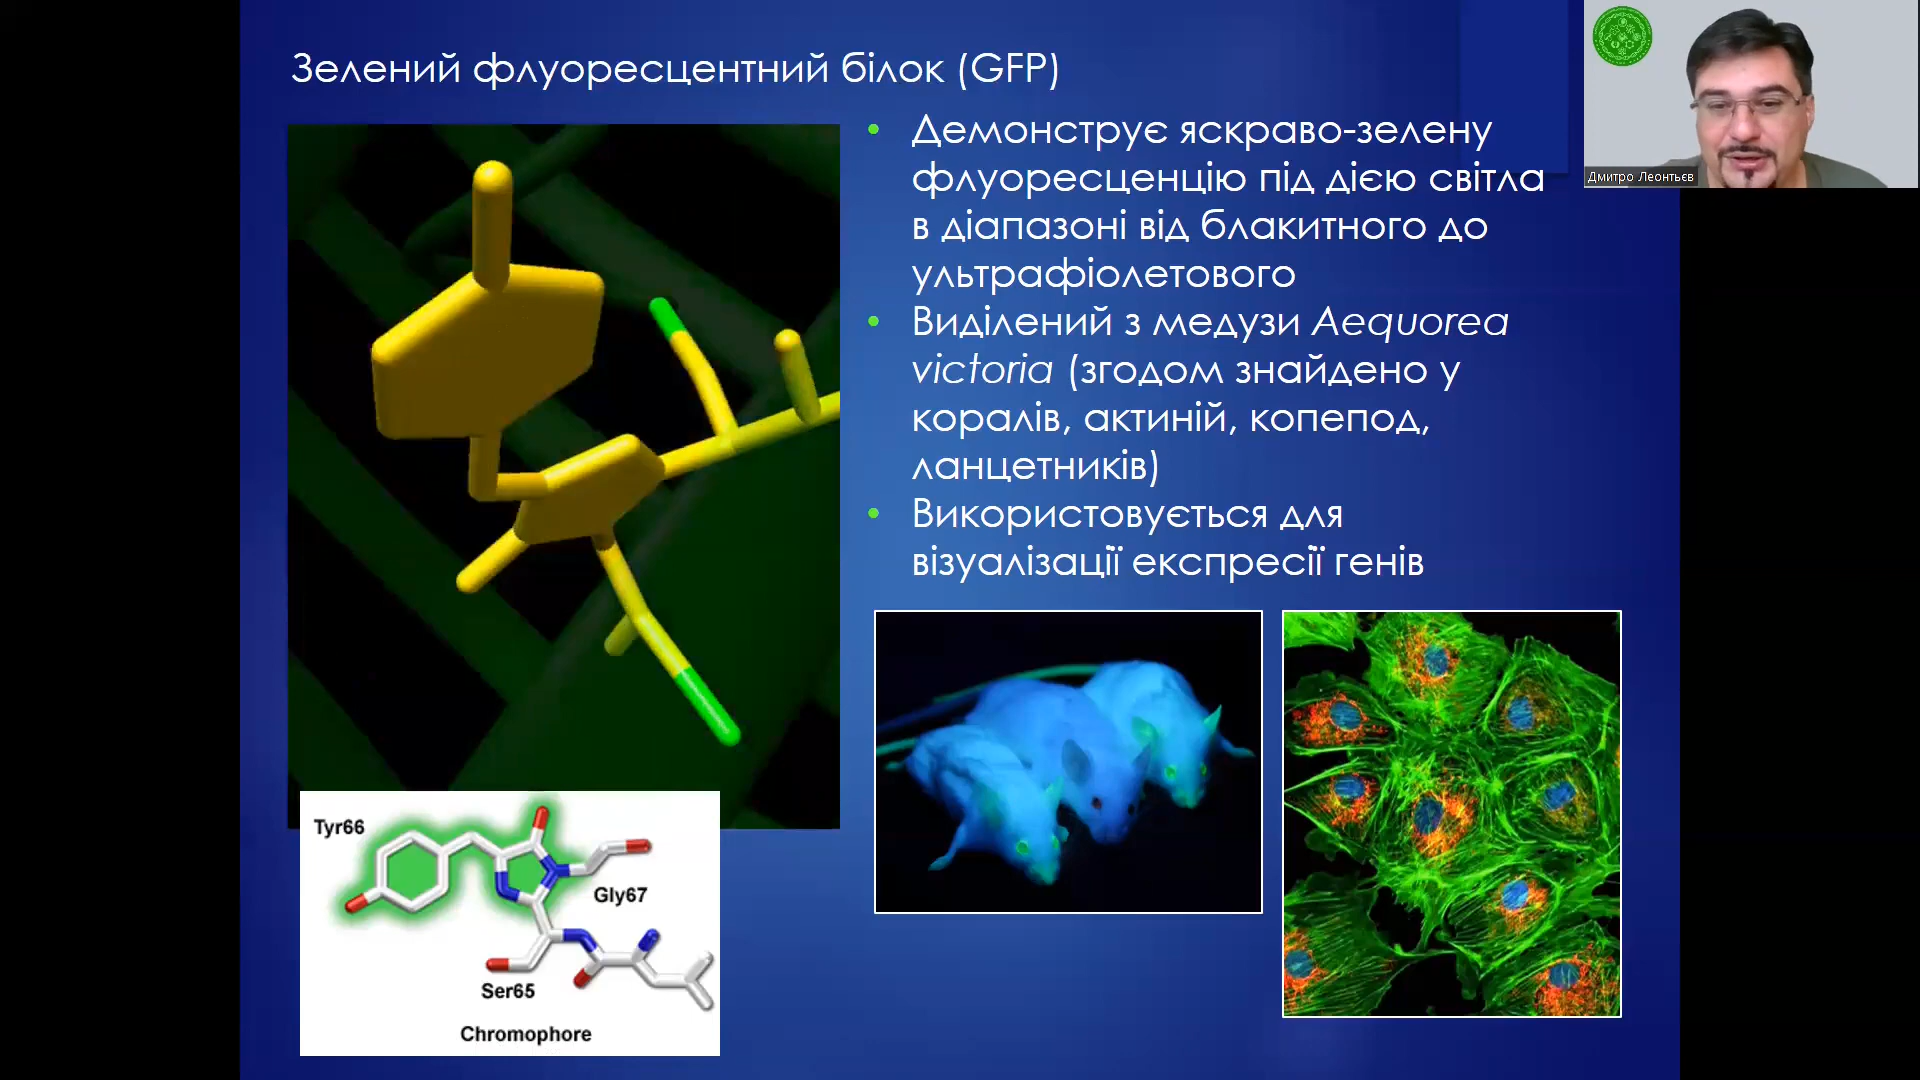 Зелений флуоресцентний білок (GFP)
• Демонструє яскраво-зелену
флуоресценцію під дією світла
в діапазоні від блакитного до
ультрафіолетового
• Виділений з медузи Aequorea
victoria (згодом знайдено у
коралів, актиній, копепод,
ланцетників)
• Використовується для
візуалізації експресії генів
Дмитро Леонтьєв
Tyr66
Gly67
Ser65
Chromophore